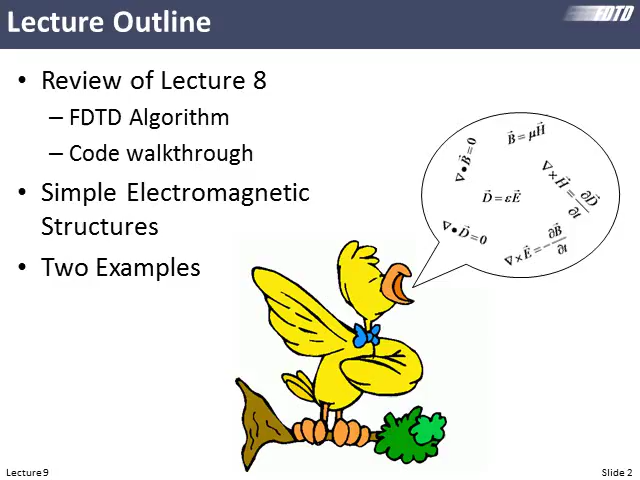 Lecture Outline
FDTD
• Review of Lecture 8
– FDTD Algorithm
– Code walkthrough
• Simple Electromagnetic
Structures
• Two Examples
∇•B⃗=0
B⃗=μH⃗
∇×H⃗=∂D⃗/∂t
D⃗=εE⃗
∇•D⃗=0
∇×E⃗=−∂B⃗/∂t
Lecture 9
Slide 2